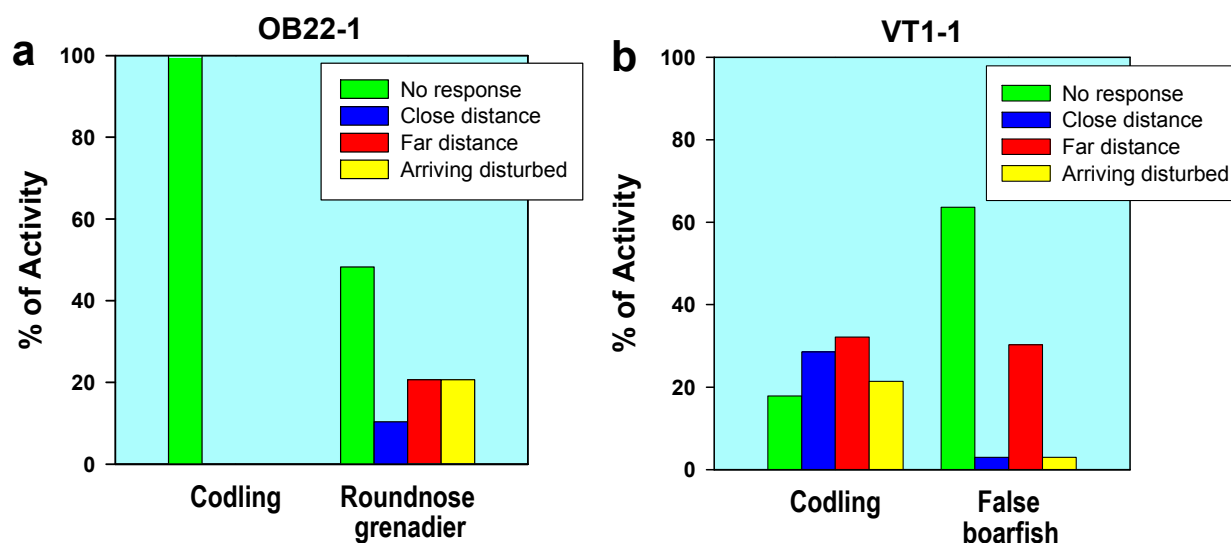 a
OB22-1
% of Activity
100
80
60
40
20
0
No response
Close distance
Far distance
Arriving disturbed
Codling
Roundnose
grenadier
b
VT1-1
% of Activity
100
80
60
40
20
0
No response
Close distance
Far distance
Arriving disturbed
Codling
False
boarfish